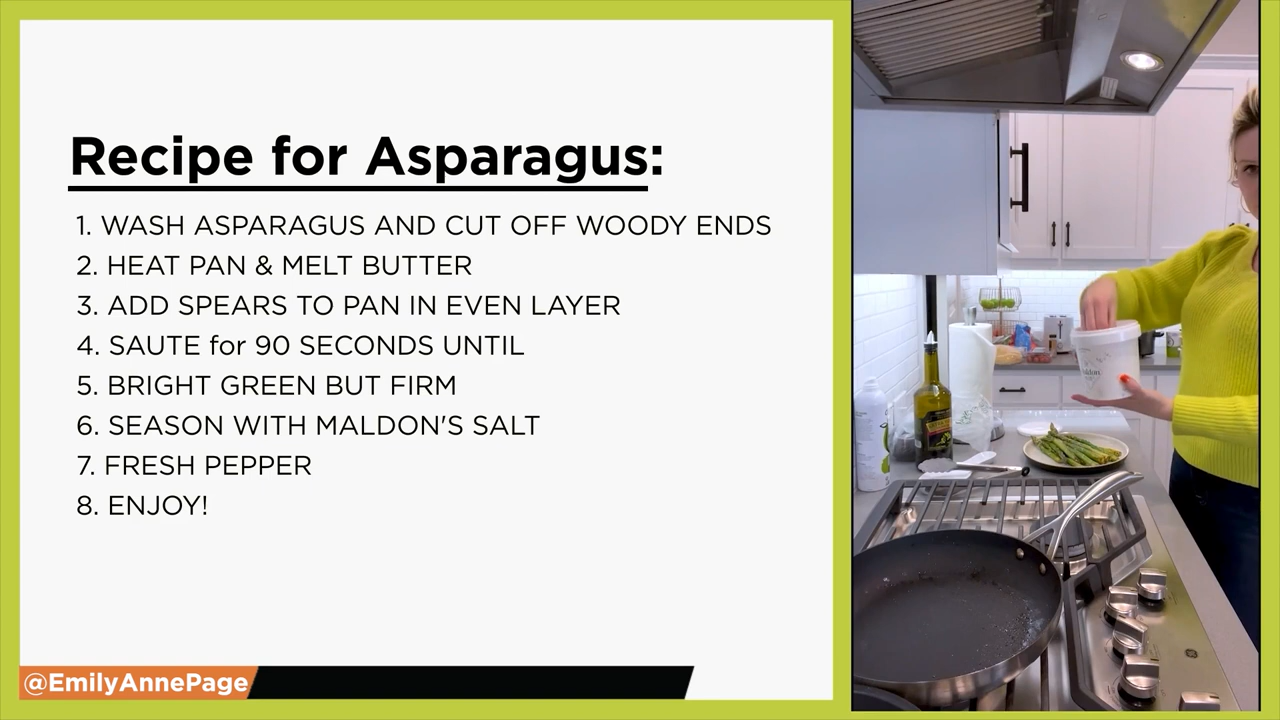 Recipe for Asparagus:
1. WASH ASPARAGUS AND CUT OFF WOODY ENDS
2. HEAT PAN & MELT BUTTER
3. ADD SPEARS TO PAN IN EVEN LAYER
4. SAUTE for 90 SECONDS UNTIL
5. BRIGHT GREEN BUT FIRM
6. SEASON WITH MALDON'S SALT
7. FRESH PEPPER
8. ENJOY!
@EmilyAnnePage